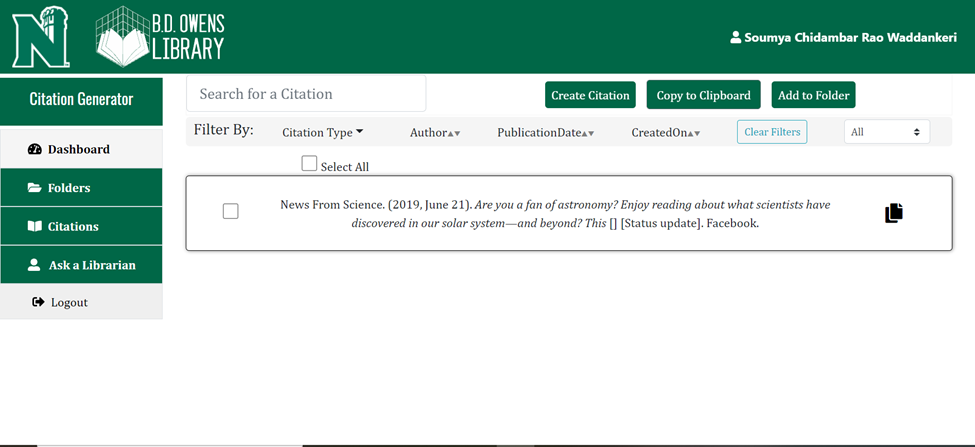 N
B.D. OWENS
LIBRARY
Soumya Chidambar Rao Waddankeri
Citation Generator
Dashboard
Folders
Citations
Ask a Librarian
Logout
Search for a Citation
Create Citation
Copy to Clipboard
Add to Folder
Filter By:
Citation Type
Author▲▼
PublicationDate▲▼
CreatedOn▲▼
Clear Filters
All
Select All
News From Science. (2019, June 21). Are you a fan of astronomy? Enjoy reading about what scientists have
discovered in our solar system—and beyond? This [] [Status update]. Facebook.